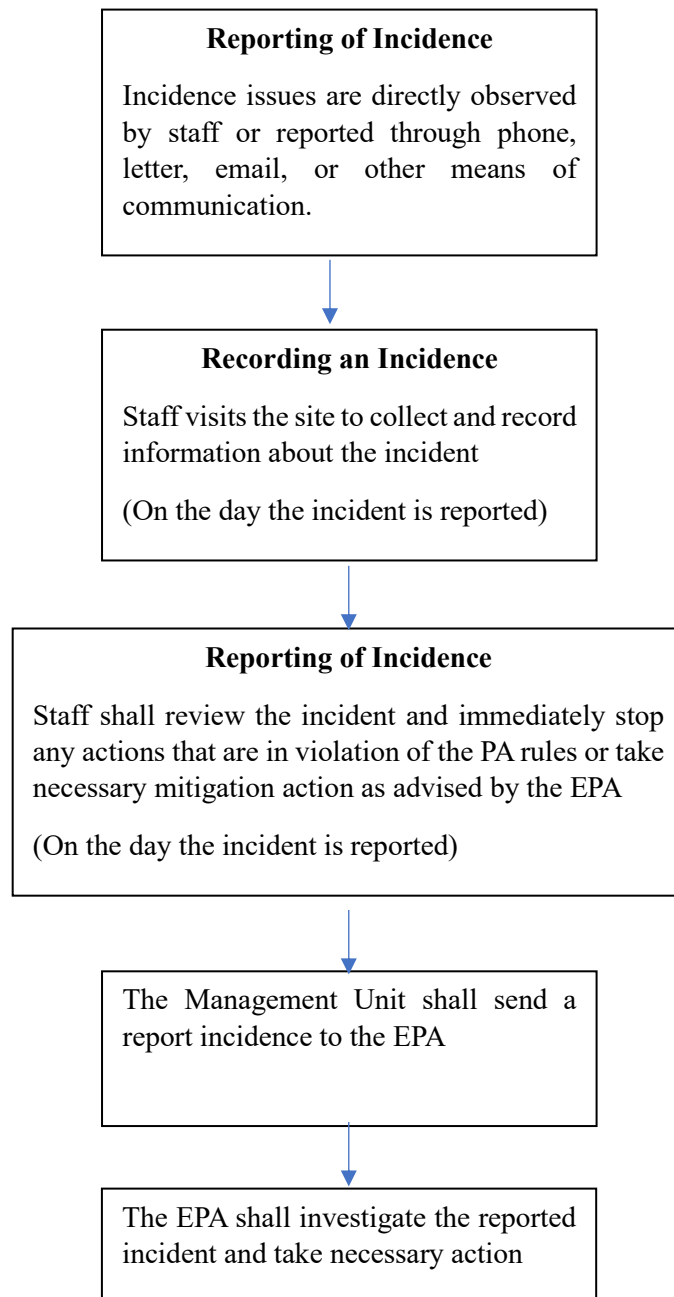 Reporting of Incidence
Incidence issues are directly observed
by staff or reported through phone,
letter, email, or other means of
communication.
Recording an Incidence
Staff visits the site to collect and record
information about the incident
(On the day the incident is reported)
Reporting of Incidence
Staff shall review the incident and immediately stop
any actions that are in violation of the PA rules or take
necessary mitigation action as advised by the EPA
(On the day the incident is reported)
The Management Unit shall send a
report incidence to the EPA
The EPA shall investigate the reported
incident and take necessary action